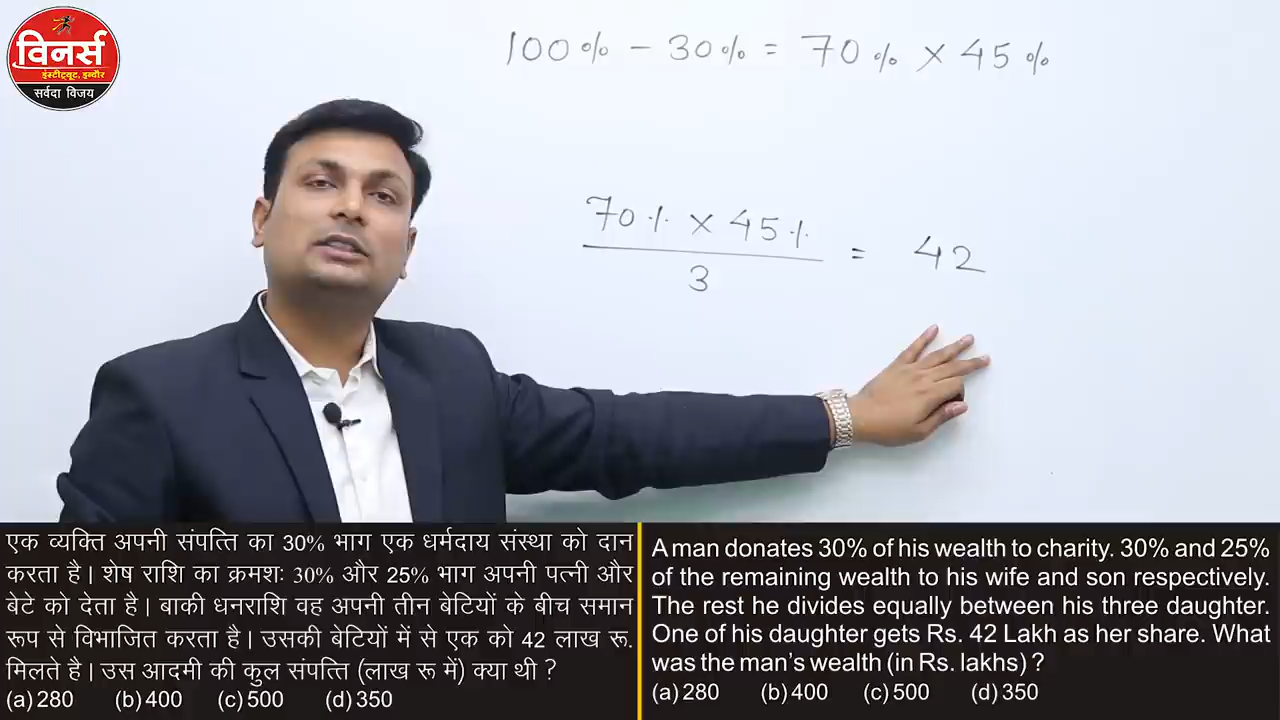 विनर्स
इंस्टीट्यूट, इन्दौर
सर्वदा विजय
100% - 30% = 70% × 45%
70% × 45%
3
= 42
एक व्यक्ति अपनी संपत्ति का 30% भाग एक धर्मदाय संस्था को दान
करता है। शेष राशि का क्रमशः 30% और 25% भाग अपनी पत्नी और
बेटे को देता है। बाकी धनराशि वह अपनी तीन बेटियों के बीच समान
रूप से विभाजित करता है। उसकी बेटियों में से एक को 42 लाख रू.
मिलते है। उस आदमी की कुल संपत्ति (लाख रू में) क्या थी ?
(a) 280 (b) 400 (c) 500 (d) 350
A man donates 30% of his wealth to charity. 30% and 25%
of the remaining wealth to his wife and son respectively.
The rest he divides equally between his three daughter.
One of his daughter gets Rs. 42 Lakh as her share. What
was the man's wealth (in Rs. lakhs) ?
(a) 280 (b) 400 (c) 500 (d) 350